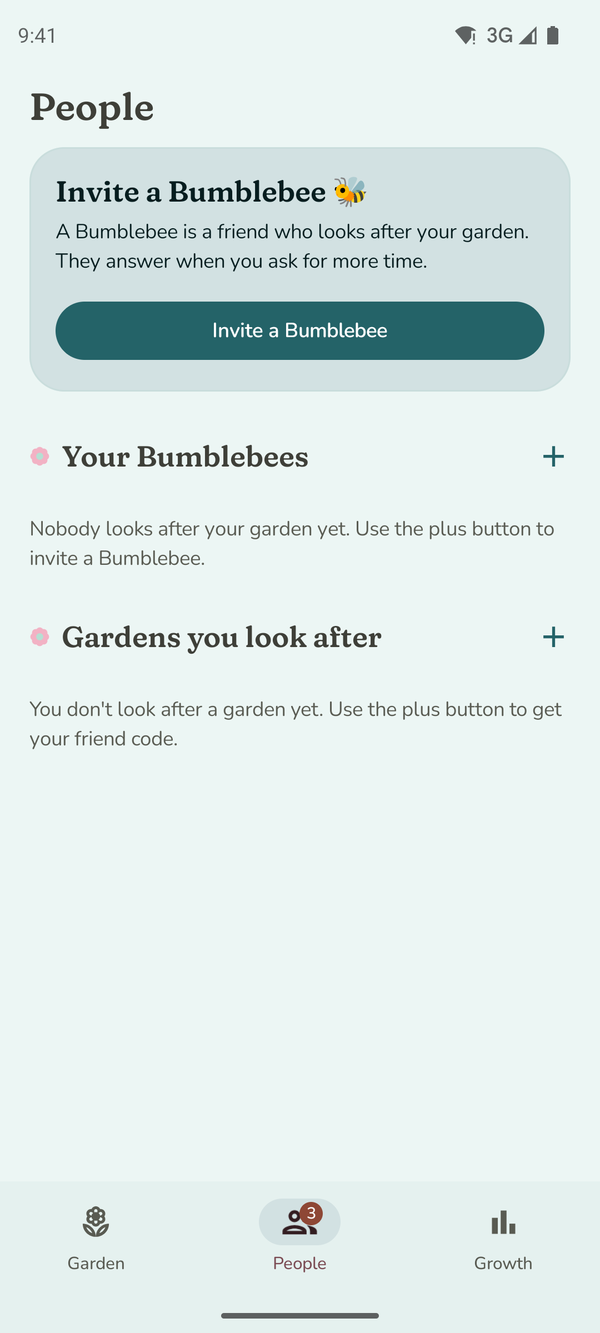 9:41
3G
People
Invite a Bumblebee 🐝
A Bumblebee is a friend who looks after your garden.
They answer when you ask for more time.
Invite a Bumblebee
Your Bumblebees
Nobody looks after your garden yet. Use the plus button to
invite a Bumblebee.
Gardens you look after
You don't look after a garden yet. Use the plus button to get
your friend code.
3
Garden
People
Growth